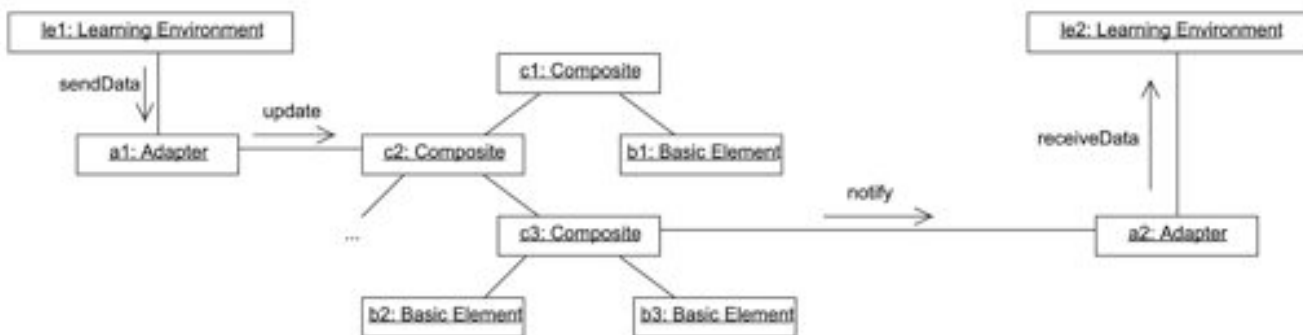 le1: Learning Environment
le2: Learning Environment
c1: Composite
sendData
update
a1: Adapter
c2: Composite
b1: Basic Element
receiveData
notify
...
c3: Composite
a2: Adapter
b2: Basic Element
b3: Basic Element